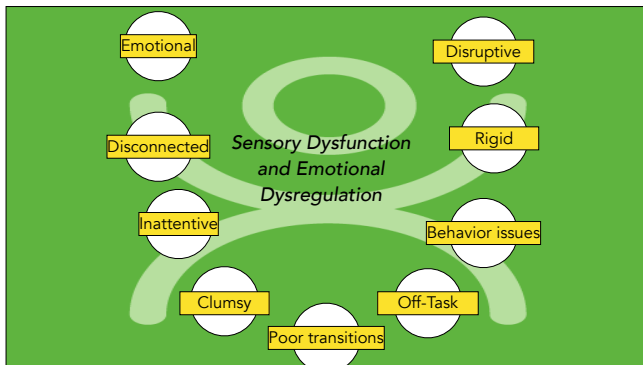 Emotional
Disruptive
Disconnected
Sensory Dysfunction
and Emotional
Dysregulation
Rigid
Inattentive
Behavior issues
Clumsy
Off-Task
Poor transitions